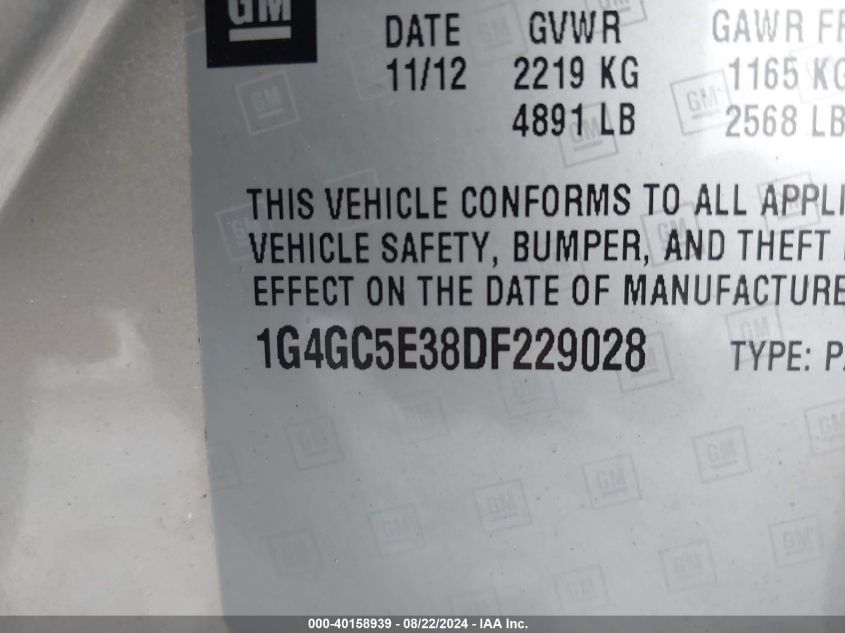 GM
DATE GVWR GAWR FR
11/12 2219 KG 1165 KG
4891 LB 2568 LB
THIS VEHICLE CONFORMS TO ALL APPLI
VEHICLE SAFETY, BUMPER, AND THEFT
EFFECT ON THE DATE OF MANUFACTURE
1G4GC5E38DF229028 TYPE: PA
000-40158939 - 08/22/2024 - IAA Inc.